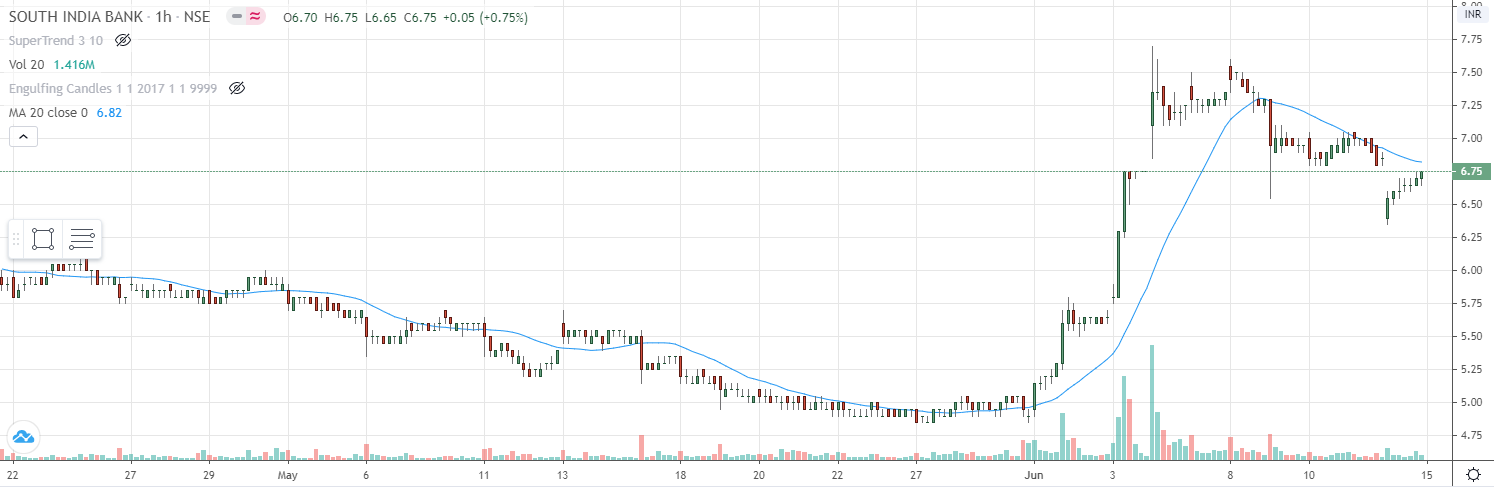 SOUTH INDIA BANK · 1h · NSE O6.70 H6.75 L6.65 C6.75 +0.05 (+0.75%)
SuperTrend 3 10
Vol 20 1.416M
Engulfing Candles 1 1 2017 1 1 9999
MA 20 close 0 6.82
8.00
INR
7.75
7.50
7.25
7.00
6.75
6.50
6.25
6.00
5.75
5.50
5.25
5.00
4.75
22 27 29 May 6 11 13 18 20 22 27 Jun 3 8 10 15